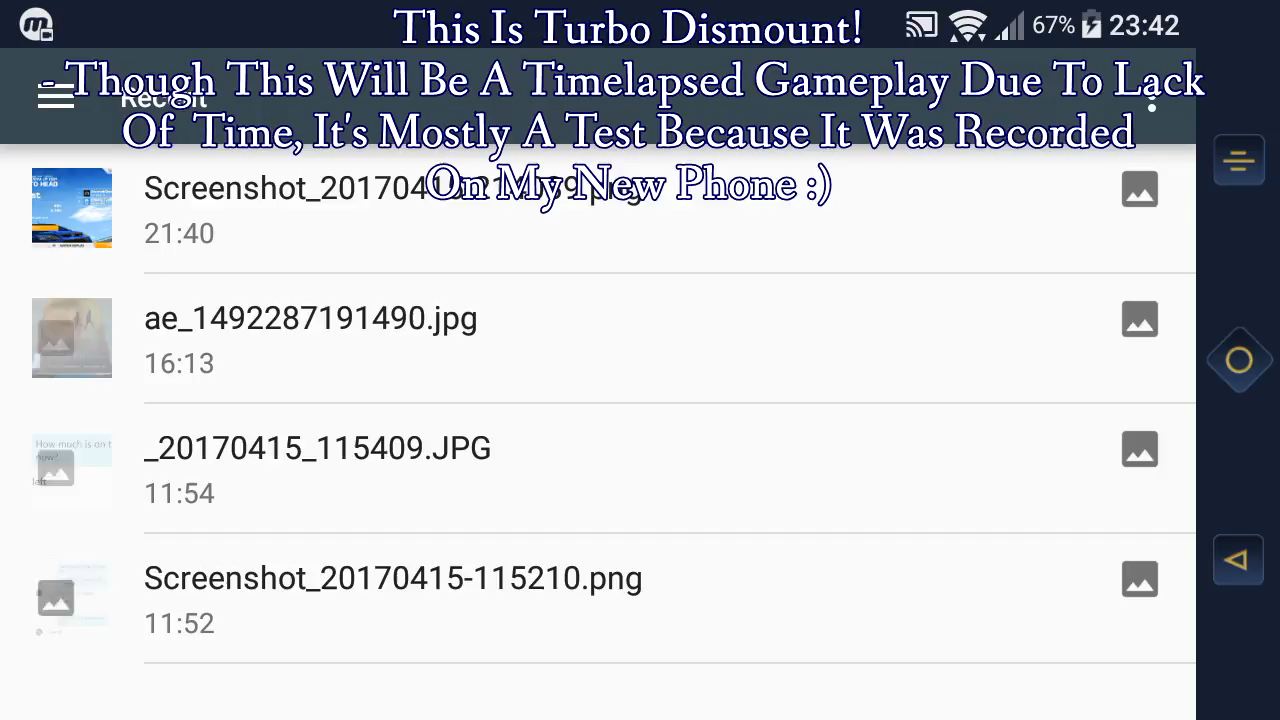 This Is Turbo Dismount!
67% 23:42
- Though This Will Be A Timelapsed Gameplay Due To Lack
Recent
Of Time, It's Mostly A Test Because It Was Recorded
On My New Phone :)
21:40
ae_1492287191490.jpg
16:13
_20170415_115409.JPG
11:54
Screenshot_20170415-115210.png
11:52